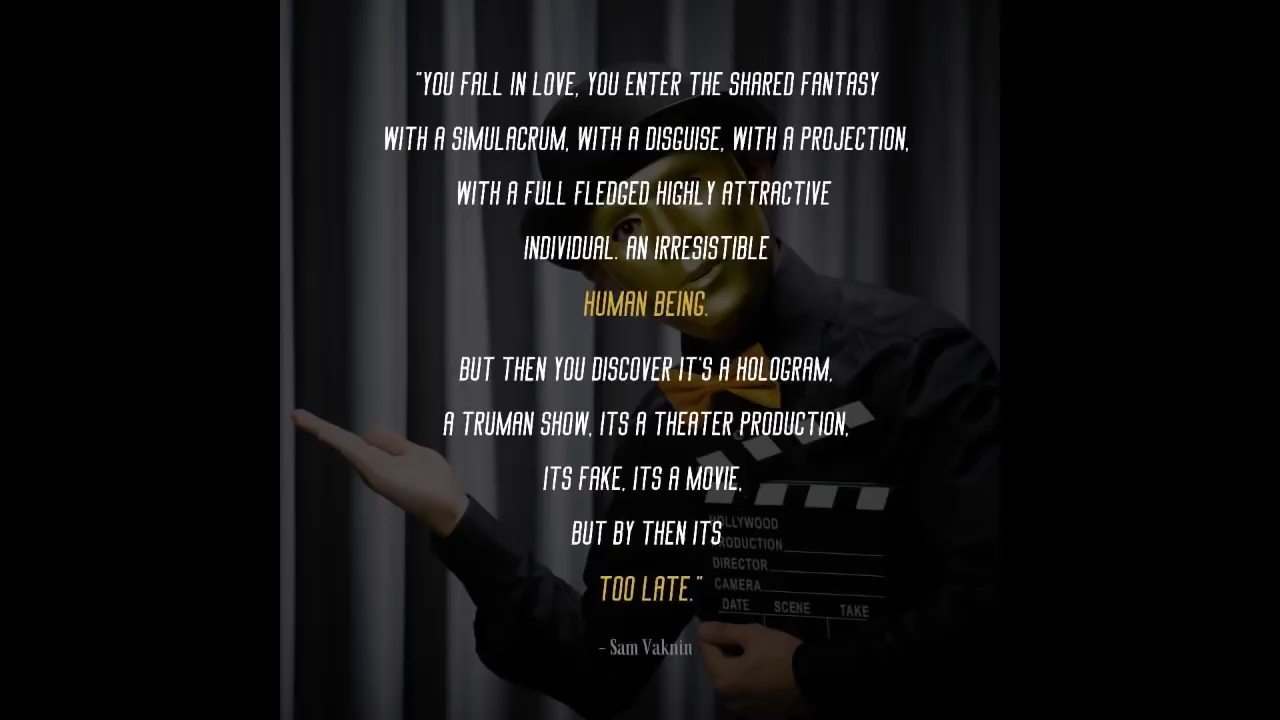 "YOU FALL IN LOVE, YOU ENTER THE SHARED FANTASY
WITH A SIMULACRUM, WITH A DISGUISE, WITH A PROJECTION,
WITH A FULL FLEDGED HIGHLY ATTRACTIVE
INDIVIDUAL. AN IRRESISTIBLE
HUMAN BEING.
BUT THEN YOU DISCOVER IT'S A HOLOGRAM,
A TRUMAN SHOW, ITS A THEATER PRODUCTION,
ITS FAKE, ITS A MOVIE,
BUT BY THEN ITS
TOO LATE."
- Sam Vaknin
HOLLYWOOD
PRODUCTION
DIRECTOR
CAMERA
DATE SCENE TAKE